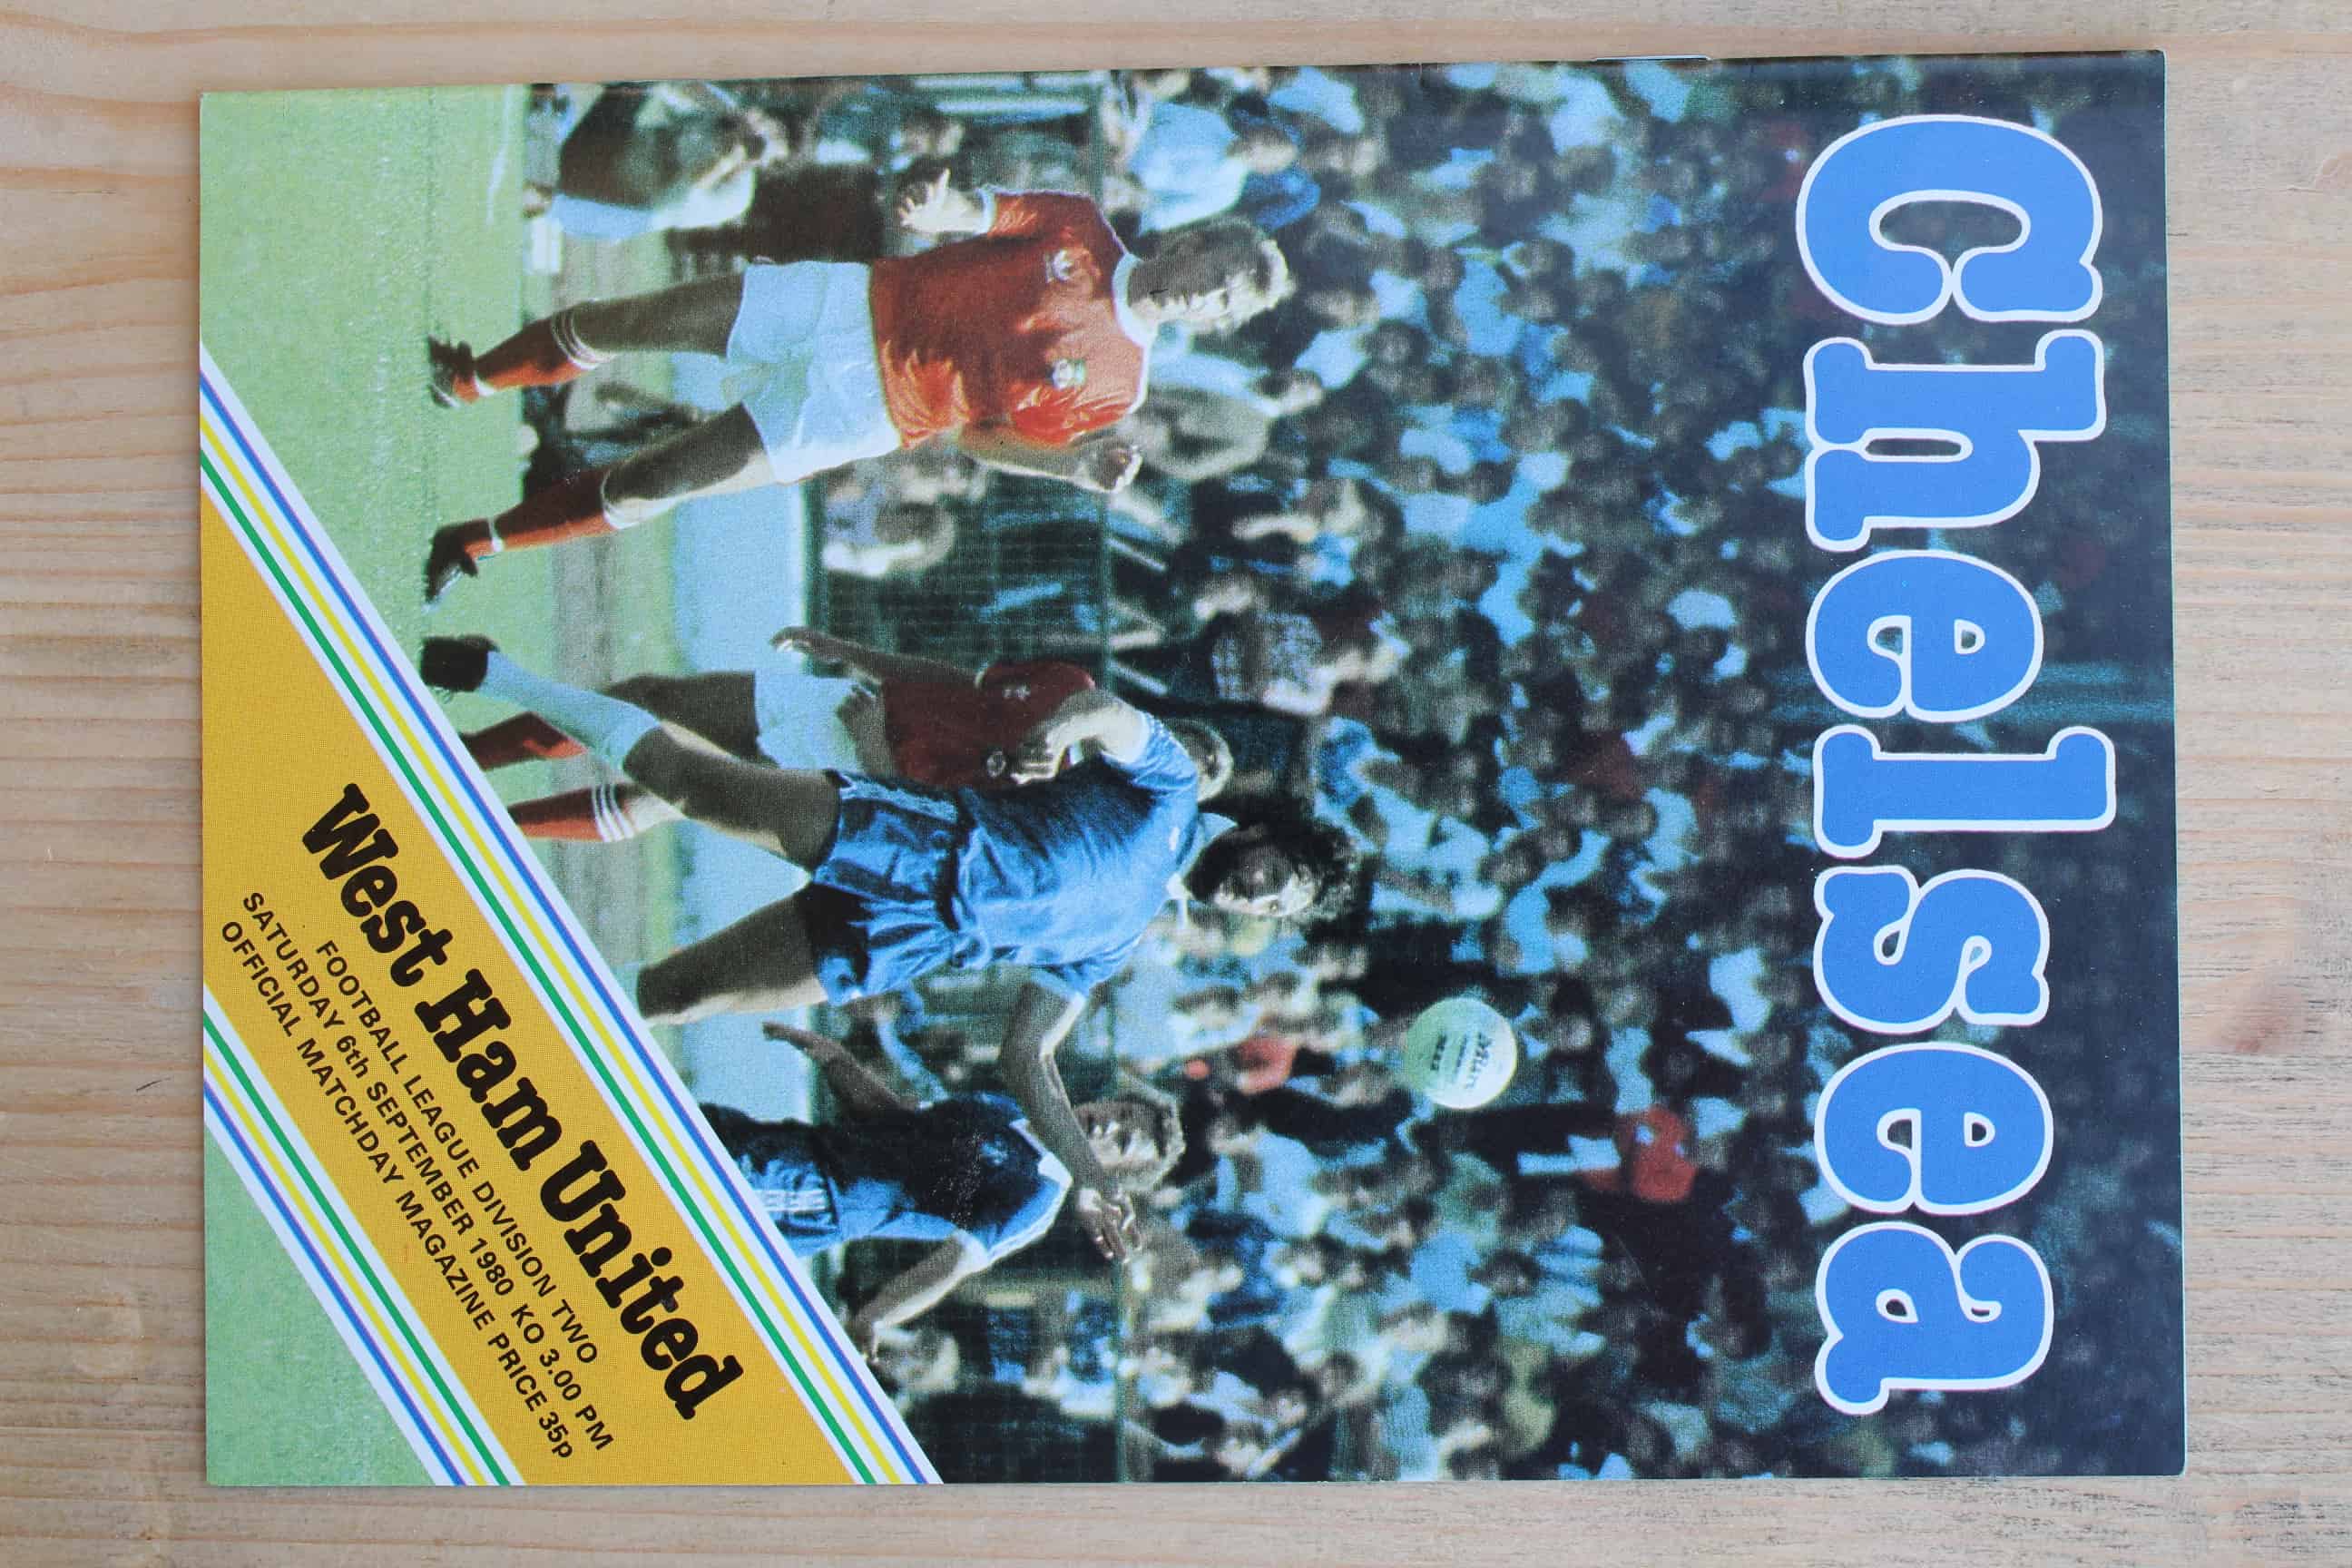 Chelsea
West Ham United
FOOTBALL LEAGUE DIVISION TWO
SATURDAY 6th SEPTEMBER 1980 KO 3.00 PM
OFFICIAL MATCHDAY MAGAZINE PRICE 35p